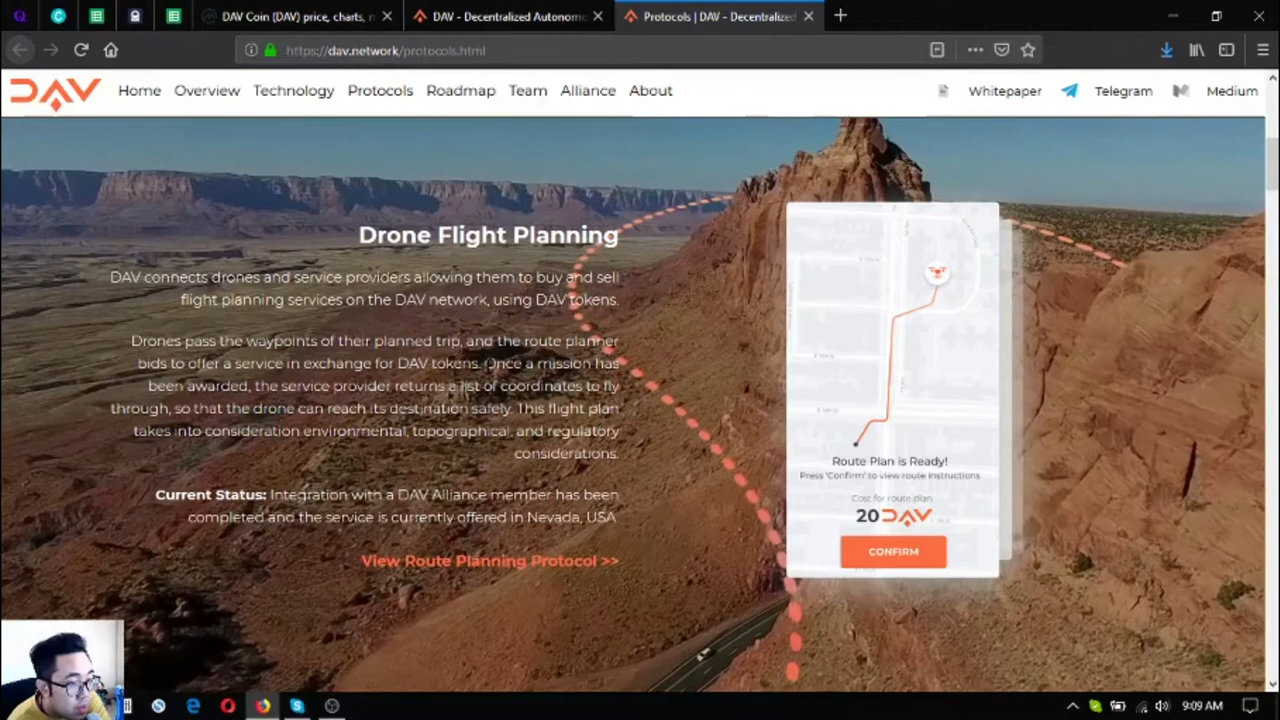 DAV Coin (DAV) price, charts, m
DAV - Decentralized Autonomo
Protocols | DAV - Decentralized
https://dav.network/protocols.html
DAV
Home Overview Technology Protocols Roadmap Team Alliance About
Whitepaper Telegram Medium
Drone Flight Planning
DAV connects drones and service providers allowing them to buy and sell
flight planning services on the DAV network, using DAV tokens.
Drones pass the waypoints of their planned trip, and the route planner
bids to offer a service in exchange for DAV tokens. Once a mission has
been awarded, the service provider returns a list of coordinates to fly
through, so that the drone can reach its destination safely. This flight plan
takes into consideration environmental, topographical, and regulatory
considerations.
Current Status: Integration with a DAV Alliance member has been
completed and the service is currently offered in Nevada, USA
View Route Planning Protocol >>
Route Plan is Ready!
Press 'Confirm' to view route instructions
Cost for route plan
20 DAV
CONFIRM
9:09 AM